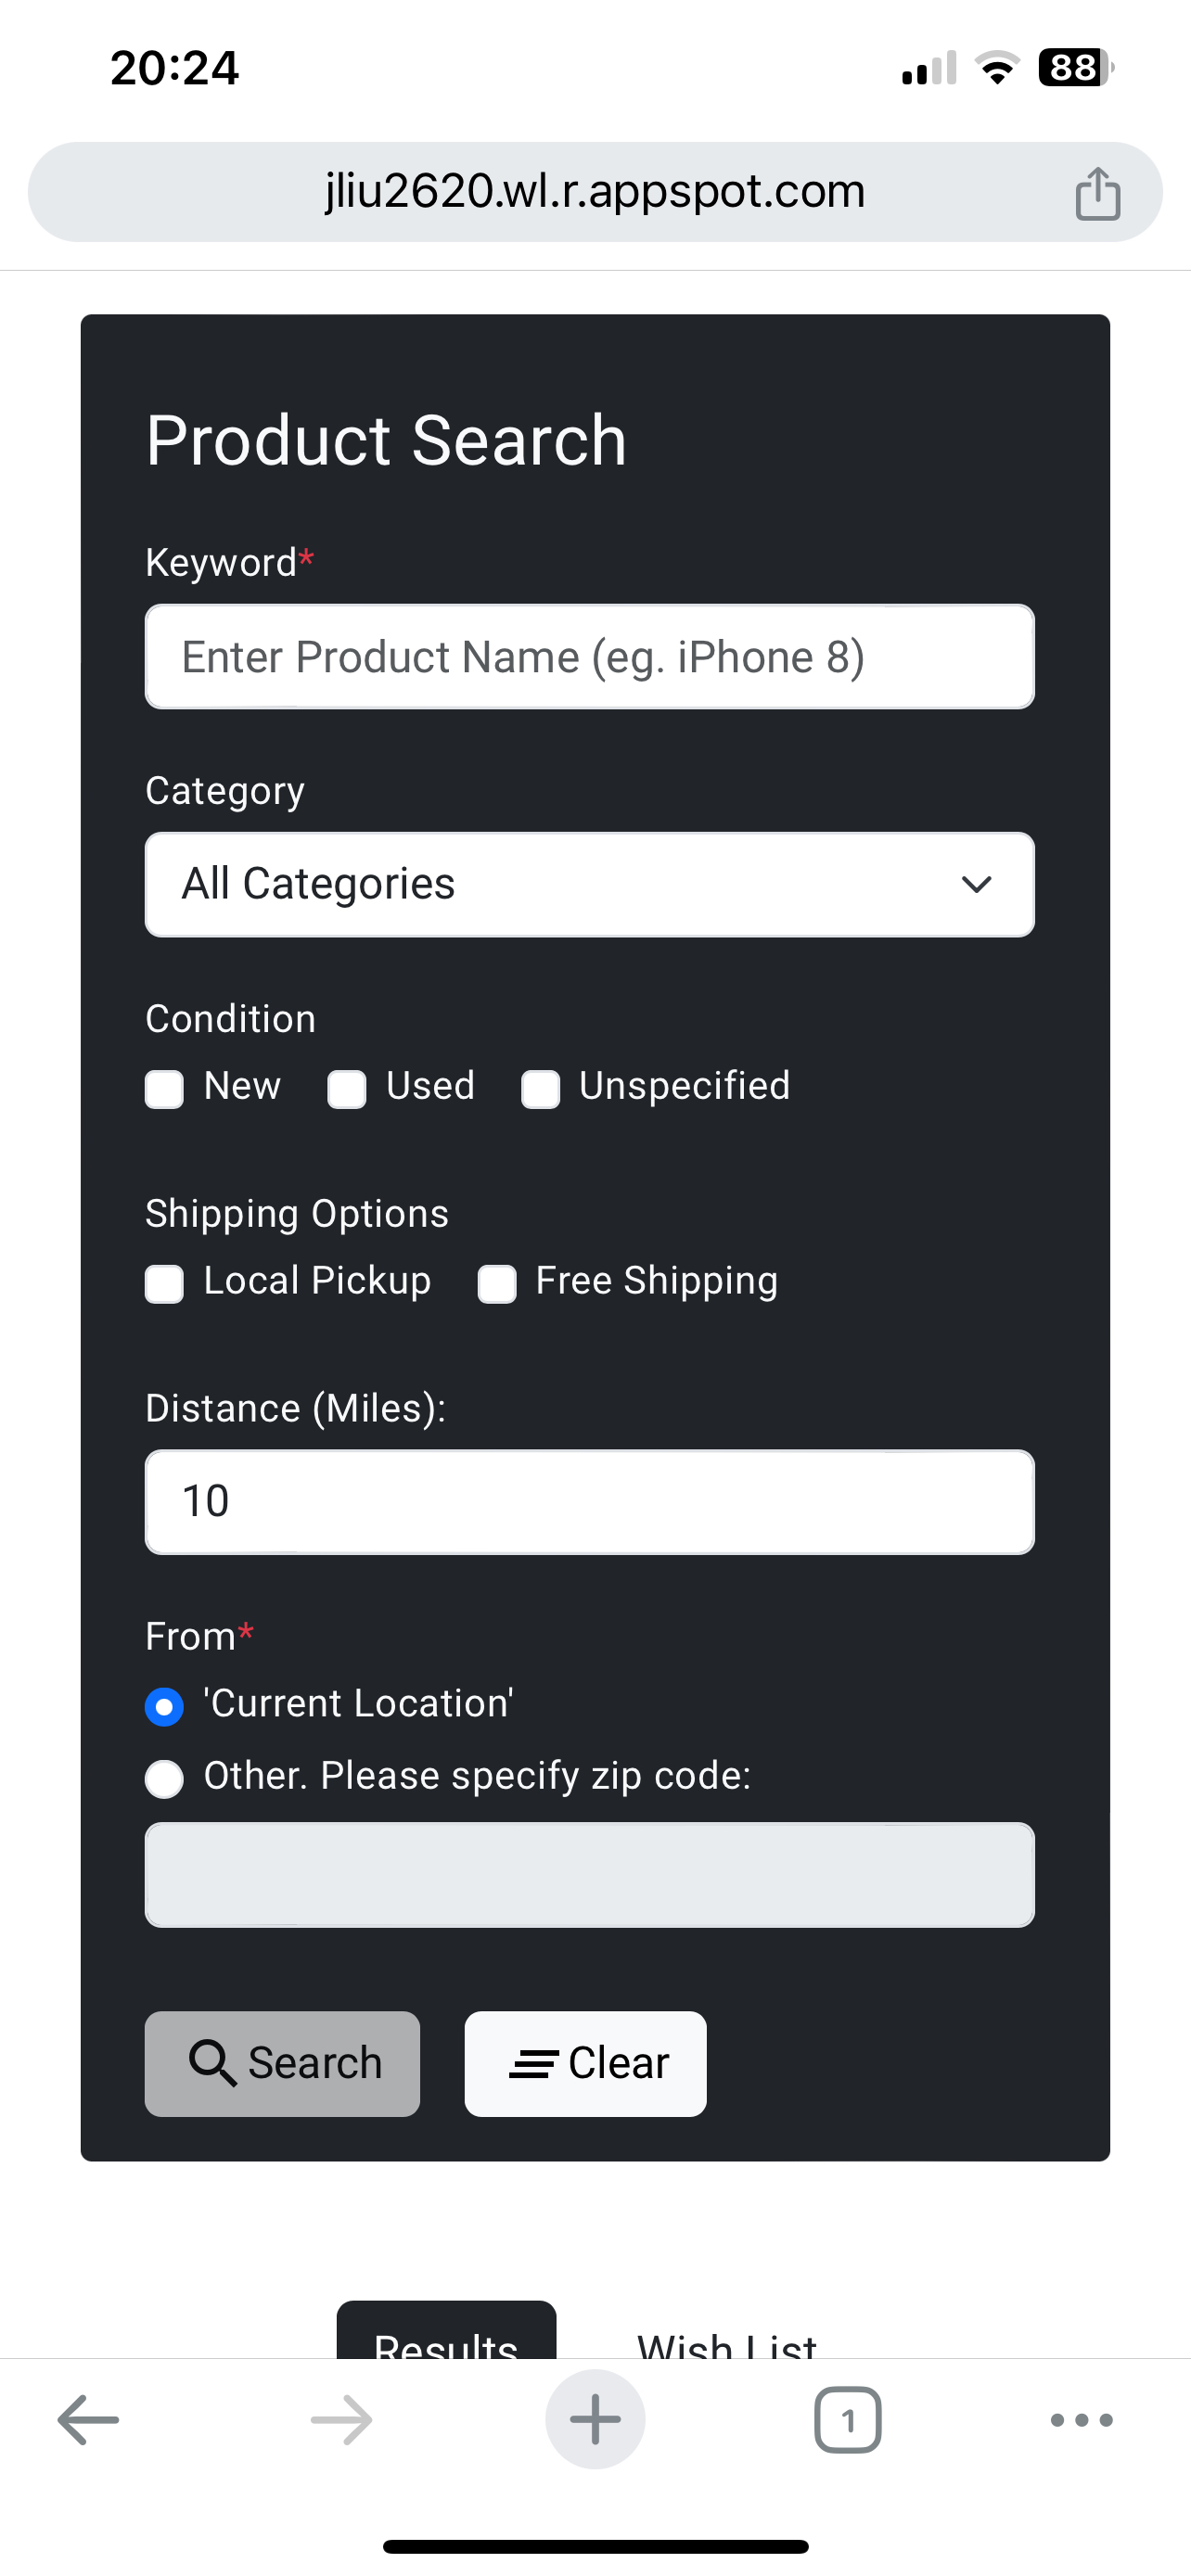 20:24
88
jliu2620.wl.r.appspot.com
Product Search
Keyword*
Enter Product Name (eg. iPhone 8)
Category
All Categories
Condition
New Used Unspecified
Shipping Options
Local Pickup Free Shipping
Distance (Miles):
10
From*
'Current Location'
Other. Please specify zip code:
Search Clear
Results Wish List
1